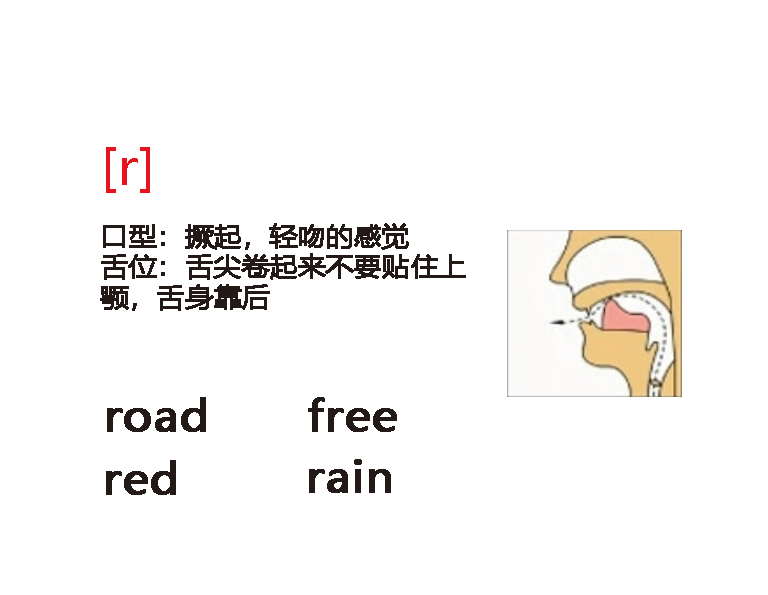 [r]
口型：撅起，轻吻的感觉
舌位：舌尖卷起来不要贴住上
颚，舌身靠后
road free
red rain